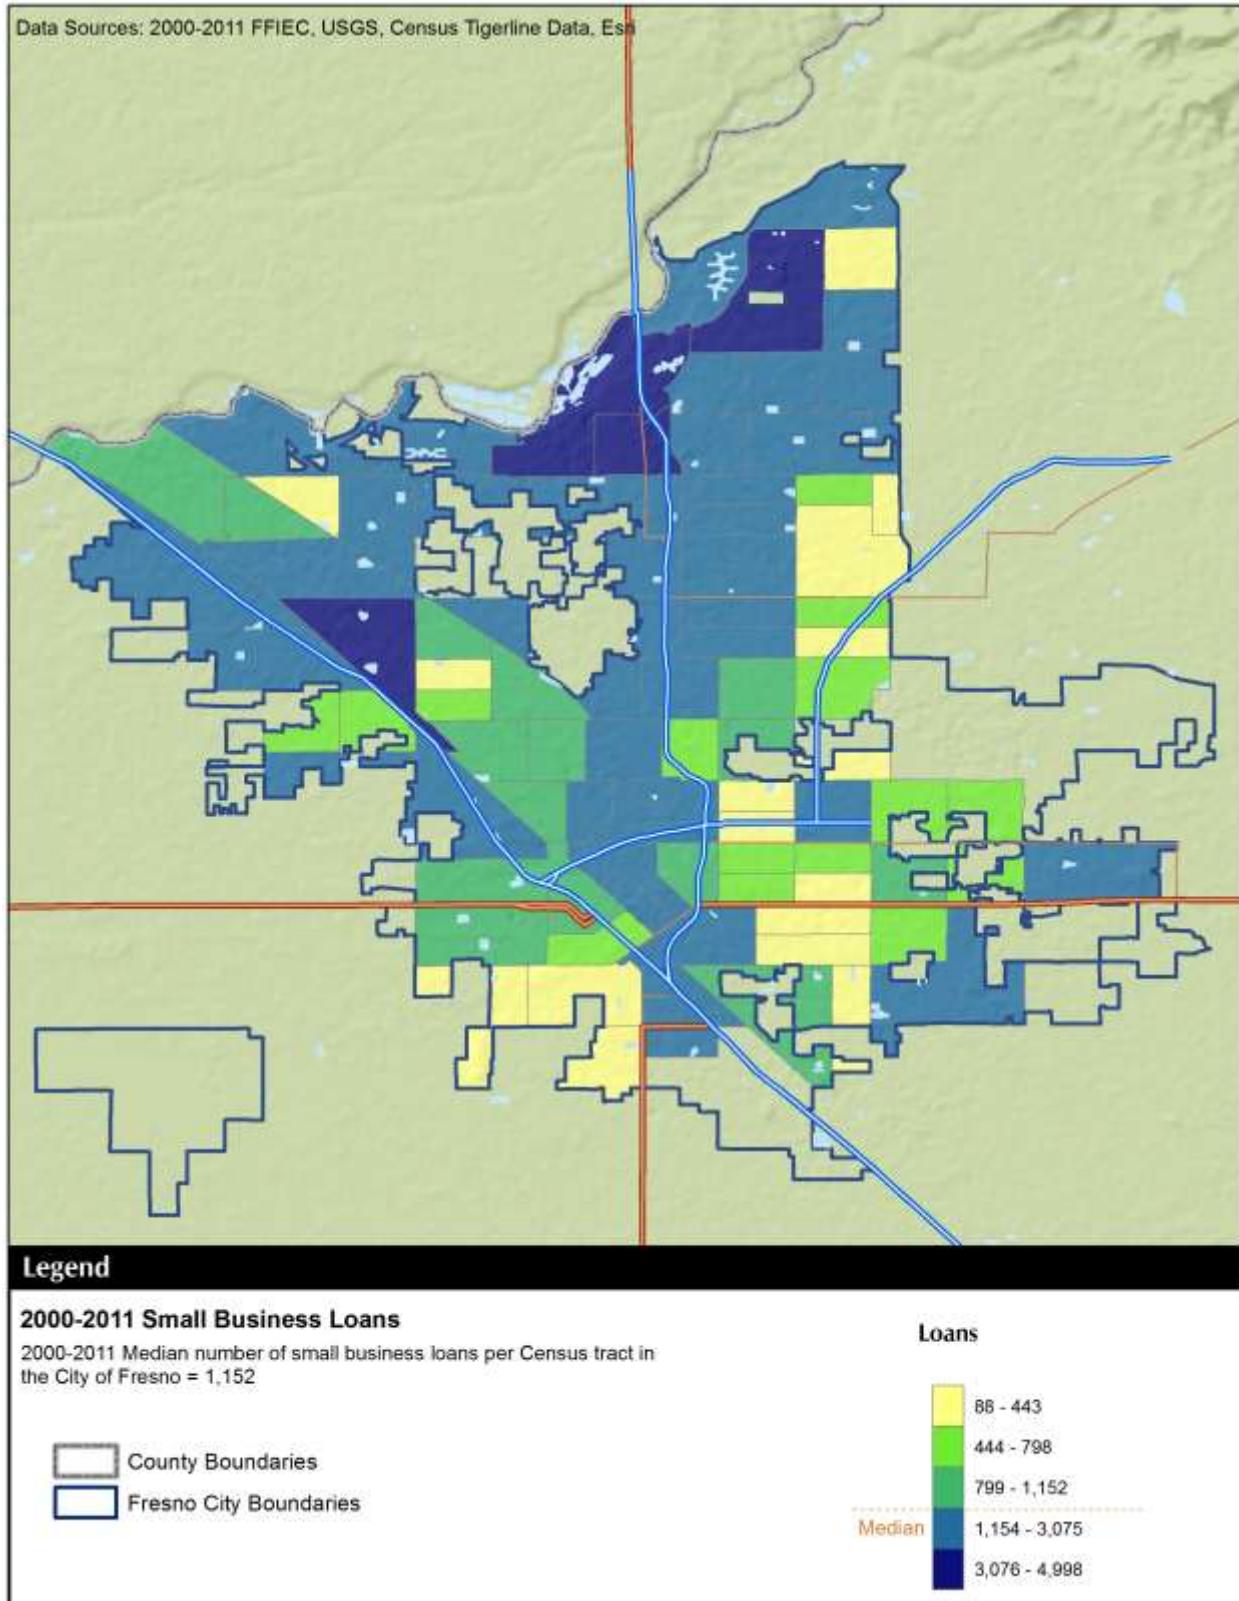 Data Sources: 2000-2011 FFIEC, USGS, Census Tigerline Data, Esri
Legend
2000-2011 Small Business Loans
2000-2011 Median number of small business loans per Census tract in
the City of Fresno = 1,152
County Boundaries
Fresno City Boundaries
Loans
88 - 443
444 - 798
799 - 1,152
Median
1,154 - 3,075
3,076 - 4,998